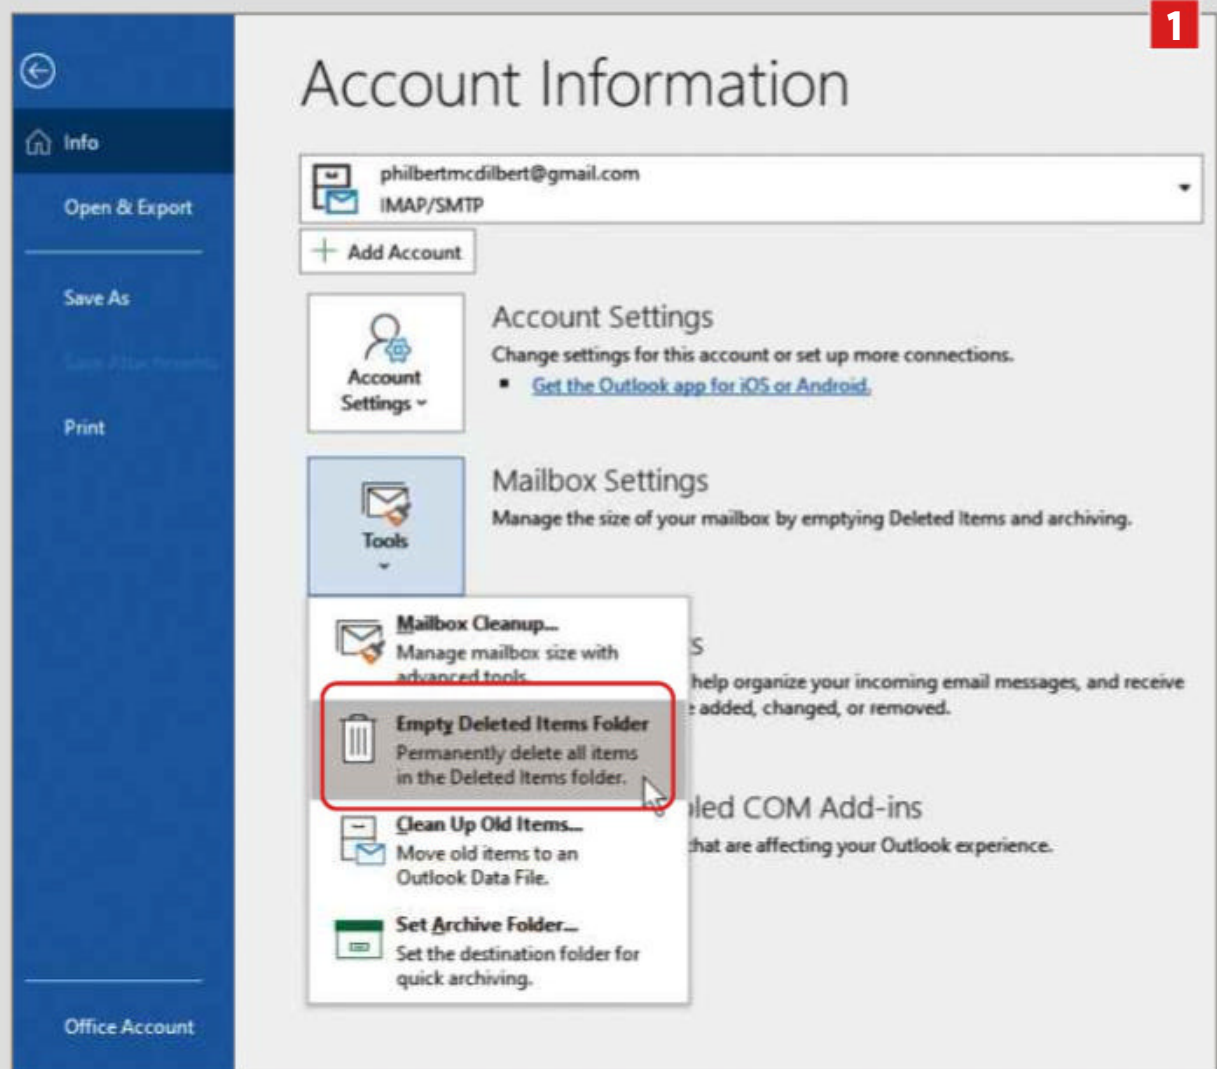 1
Account Information
Info
Open & Export
Save As
Save Attachments
Print
Office Account
philbertmcdilbert@gmail.com
IMAP/SMTP
Add Account
Account
Settings
Account Settings
Change settings for this account or set up more connections.
Get the Outlook app for iOS or Android.
Tools
Mailbox Settings
Manage the size of your mailbox by emptying Deleted Items and archiving.
Mailbox Cleanup...
Manage mailbox size with
advanced tools.
Empty Deleted Items Folder
Permanently delete all items
in the Deleted Items folder.
Clean Up Old Items...
Move old items to an
Outlook Data File.
Set Archive Folder...
Set the destination folder for
quick archiving.
s
help organize your incoming email messages, and receive
added, changed, or removed.
led COM Add-ins
that are affecting your Outlook experience.